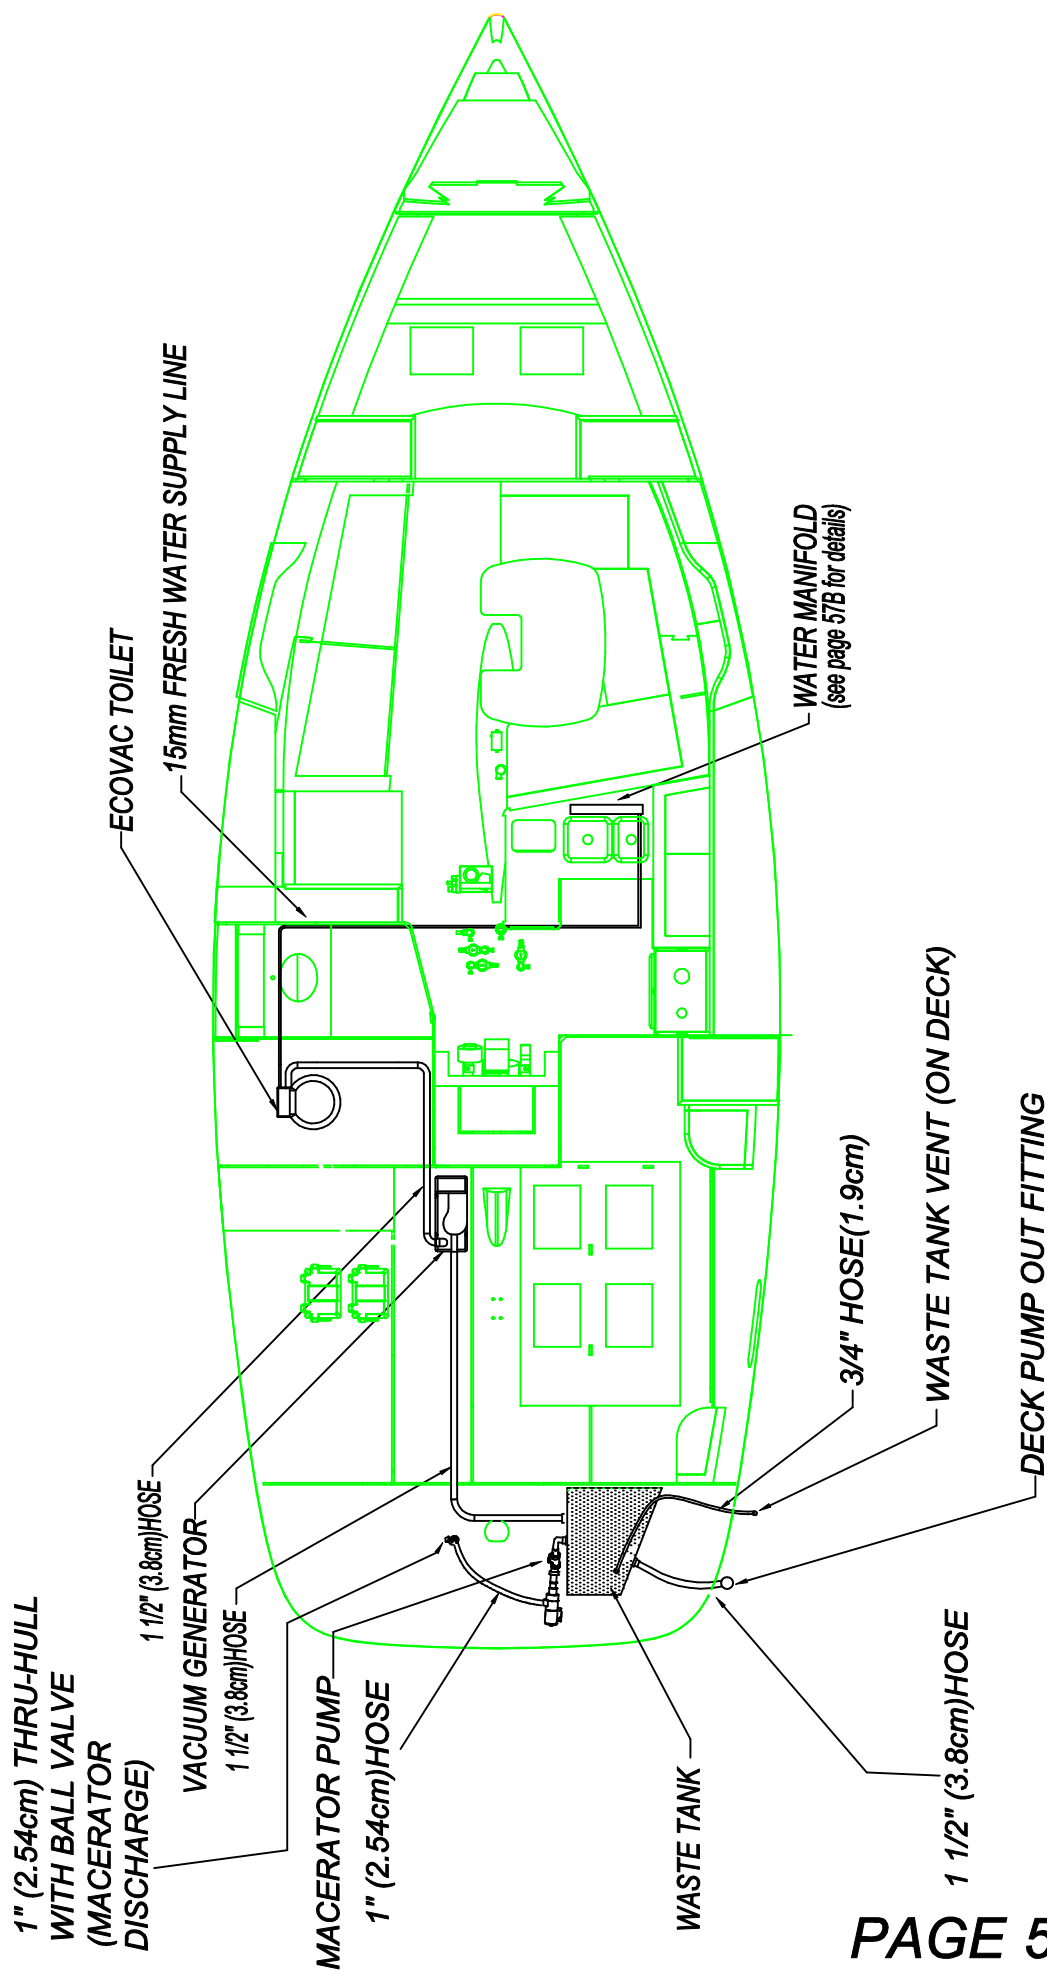 1" (2.54cm) THRU-HULL
WITH BALL VALVE
(MACERATOR
DISCHARGE)
1 1/2" (3.8cm)HOSE
VACUUM GENERATOR
1 1/2" (3.8cm)HOSE
MACERATOR PUMP
1" (2.54cm)HOSE
ECOVAC TOILET
15mm FRESH WATER SUPPLY LINE
WATER MANIFOLD
(see page 57B for details)
3/4" HOSE(1.9cm)
WASTE TANK VENT (ON DECK)
DECK PUMP OUT FITTING
WASTE TANK
1 1/2" (3.8cm)HOSE
PAGE 5